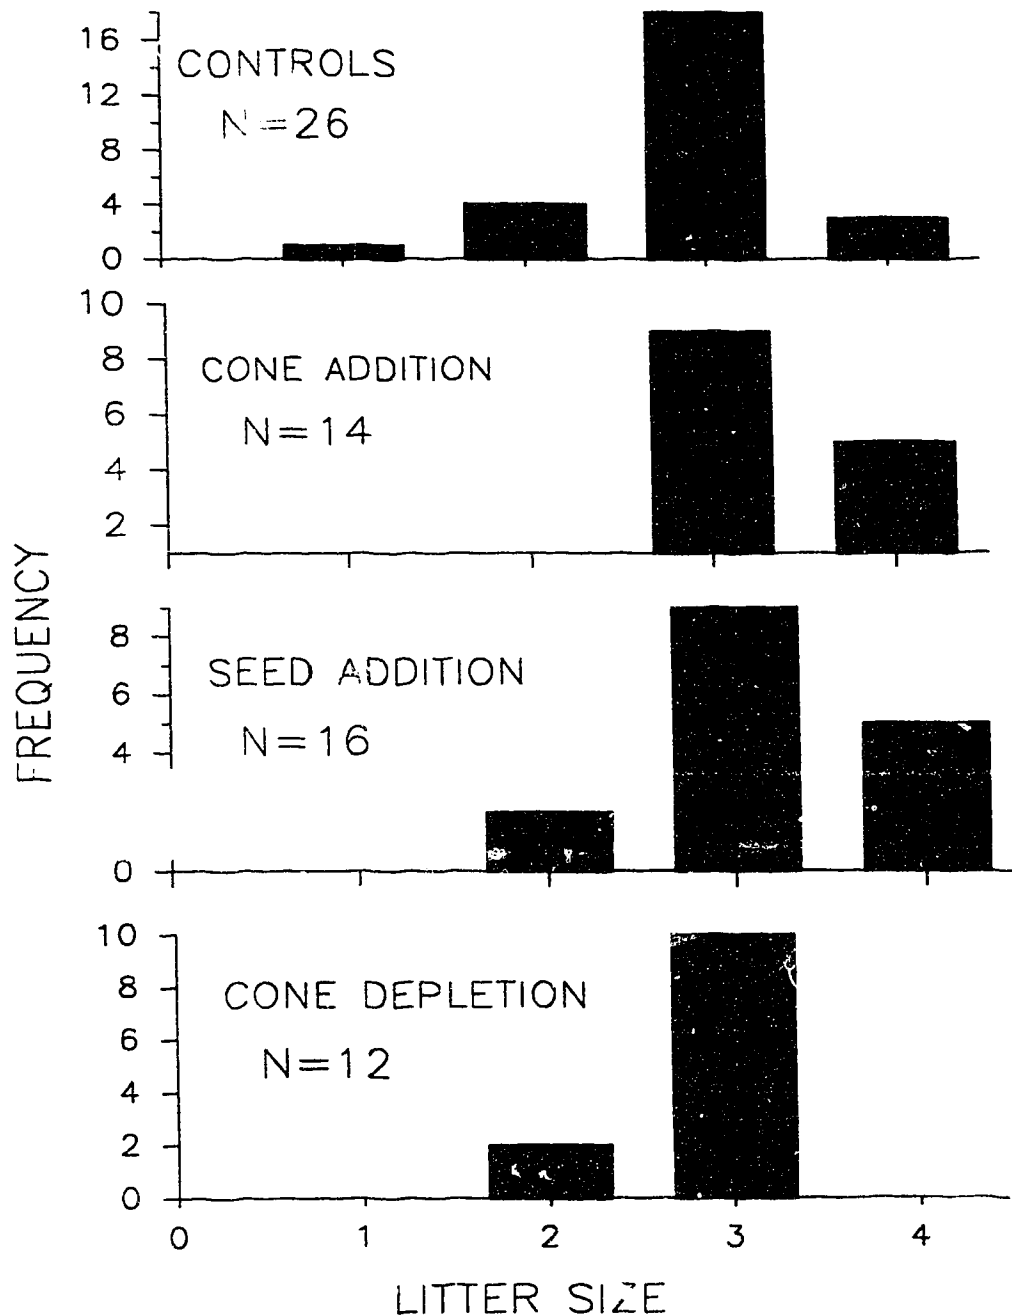 16
CONTROLS
12
N=26
8
4
0
10
8
CONE ADDITION
6
N=14
4
2
FREQUENCY
8
SEED ADDITION
6
N=16
4
0
10
8
CONE DEPLETION
6
N=12
4
2
0
0 1 2 3 4
LITTER SIZE